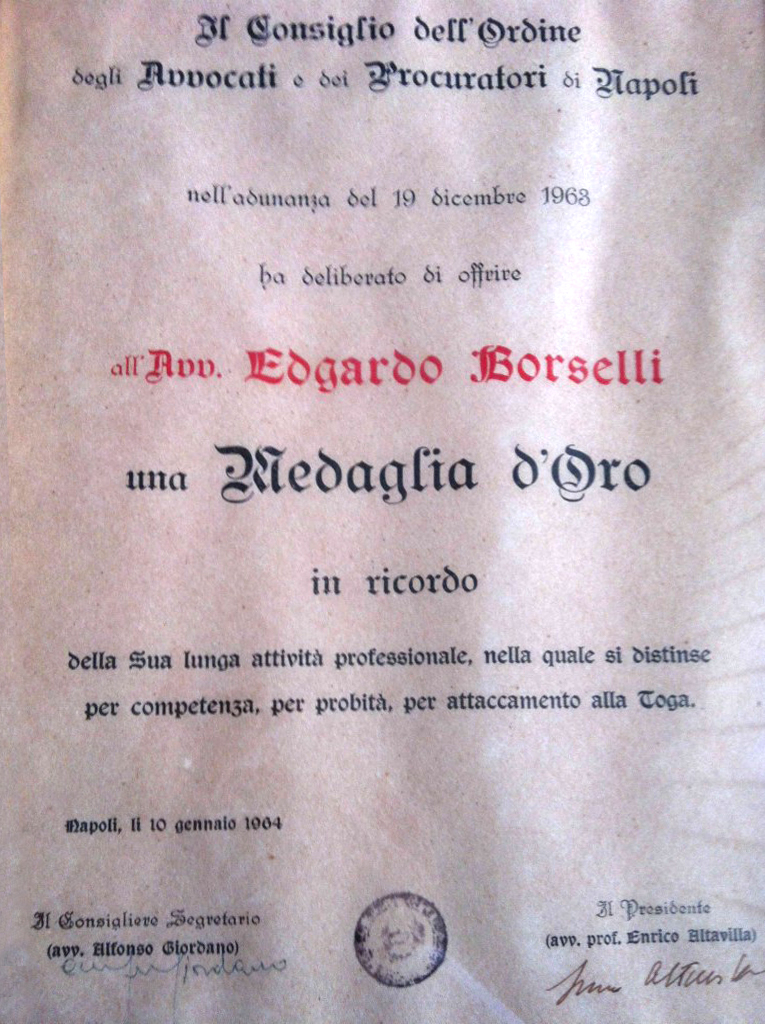 Il Consiglio dell'Ordine
degli Avvocati e dei Procuratori di Napoli
nell'adunanza del 19 dicembre 1963
ha deliberato di offrire
all'Avv. Edgardo Borselli
una Medaglia d'Oro
in ricordo
della Sua lunga attività professionale, nella quale si distinse
per competenza, per probità, per attaccamento alla Toga.
Napoli, li 10 gennaio 1964
Il Consigliere Segretario
(avv. Alfonso Giordano)
Giordano
Il Presidente
(avv. prof. Enrico Altavilla)
Altavilla